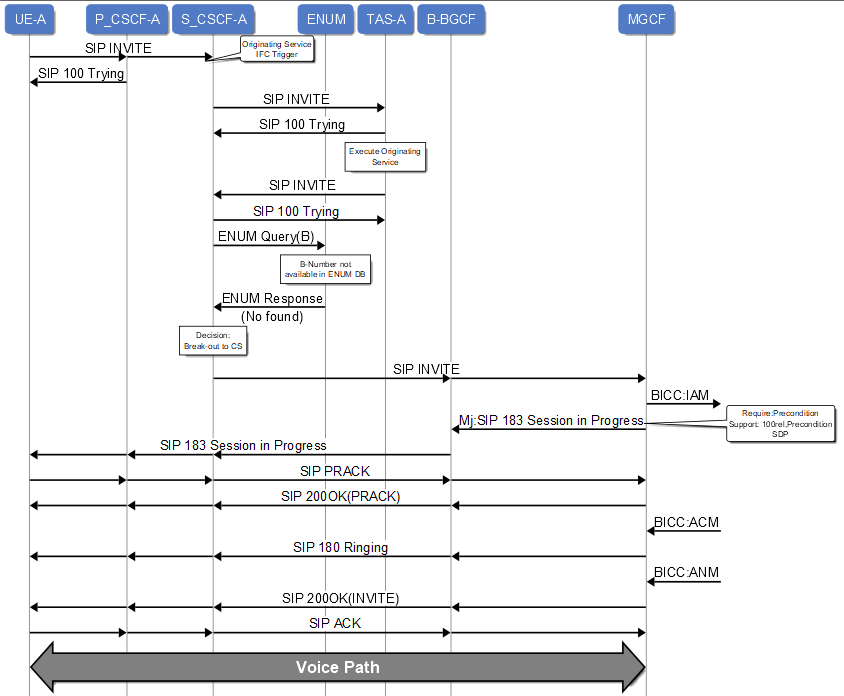 UE-A
P_CSCF-A
S_CSCF-A
ENUM
TAS-A
B-BGCF
MGCF
SIP INVITE
Originating Service
IFC Trigger
SIP 100 Trying
SIP INVITE
SIP 100 Trying
Execute Originating
Service
SIP INVITE
SIP 100 Trying
ENUM Query(B)
B-Number not
available in ENUM DB
ENUM Response
(No found)
Decision:
Break-out to CS
SIP INVITE
BICC:IAM
Mj:SIP 183 Session in Progress
Require:Precondition
Support: 100rel,Precondition
SDP
SIP 183 Session in Progress
SIP PRACK
SIP 200OK(PRACK)
BICC:ACM
SIP 180 Ringing
BICC:ANM
SIP 200OK(INVITE)
SIP ACK
Voice Path